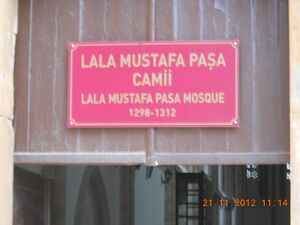 LALA MUSTAFA PAŞA
CAMİİ
LALA MUSTAFA PASA MOSQUE
1298-1312
21 11 2012 11:14